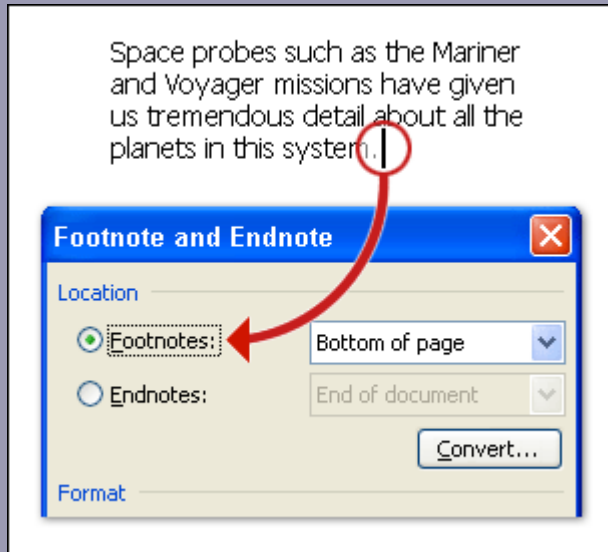 Space probes such as the Mariner
and Voyager missions have given
us tremendous detail about all the
planets in this system.
Footnote and Endnote
Location
Footnotes: Bottom of page
Endnotes: End of document
Convert...
Format